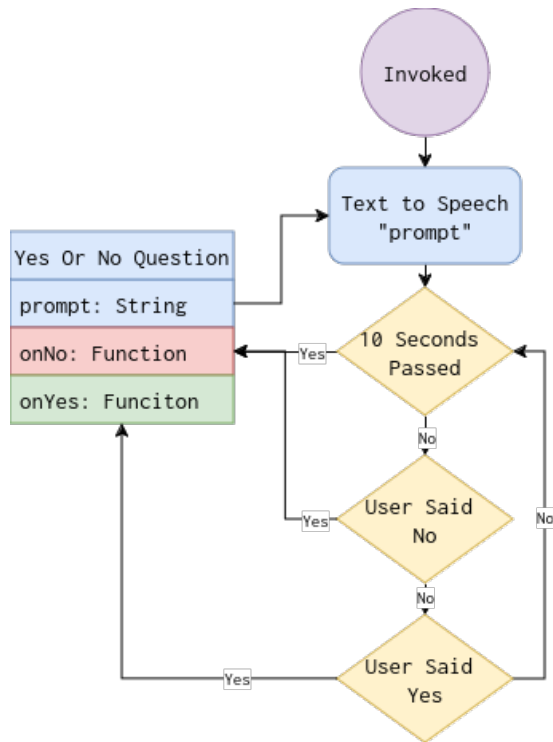 Invoked
Text to Speech
"prompt"
Yes Or No Question
prompt: String
onNo: Function
onYes: Funciton
10 Seconds
Passed
Yes
No
User Said
No
Yes
No
No
User Said
Yes
Yes